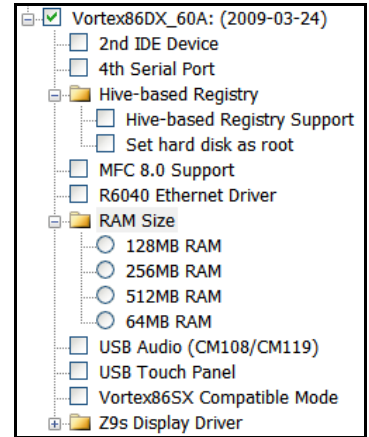 Vortex86DX_60A: (2009-03-24)
2nd IDE Device
4th Serial Port
Hive-based Registry
Hive-based Registry Support
Set hard disk as root
MFC 8.0 Support
R6040 Ethernet Driver
RAM Size
128MB RAM
256MB RAM
512MB RAM
64MB RAM
USB Audio (CM108/CM119)
USB Touch Panel
Vortex86SX Compatible Mode
Z9s Display Driver